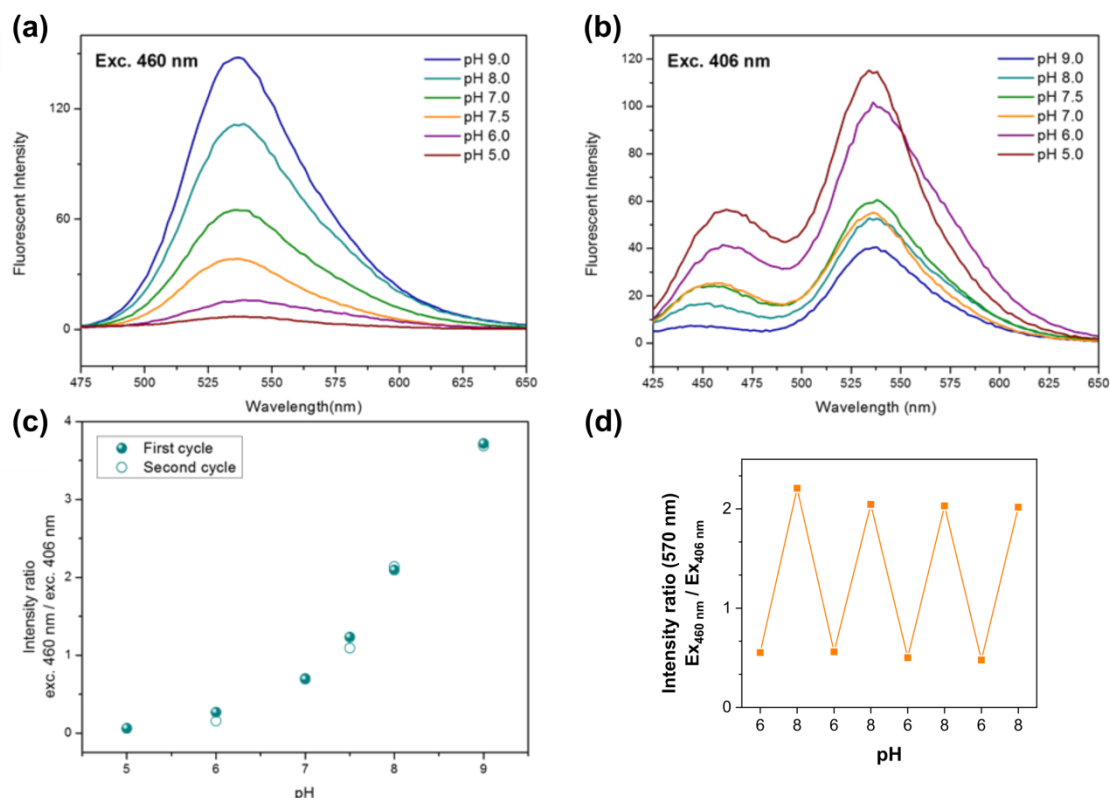 (a)
Exc. 460 nm
pH 9.0
pH 8.0
pH 7.0
pH 7.5
pH 6.0
pH 5.0
Fluorescent Intensity
120
60
0
475 500 525 550 575 600 625 650
Wavelength(nm)
(b)
Exc. 406 nm
pH 9.0
pH 8.0
pH 7.5
pH 7.0
pH 6.0
pH 5.0
Fluorescent Intensity
120
100
80
60
40
20
0
425 450 475 500 525 550 575 600 625 650
Wavelength (nm)
(c)
First cycle
Second cycle
Intensity ratio
exc. 460 nm / exc. 406 nm
4
3
2
1
0
5 6 7 8 9
pH
(d)
Intensity ratio (570 nm)
Ex460 nm / Ex406 nm
2
1
0
6 8 6 8 6 8 6 8
pH